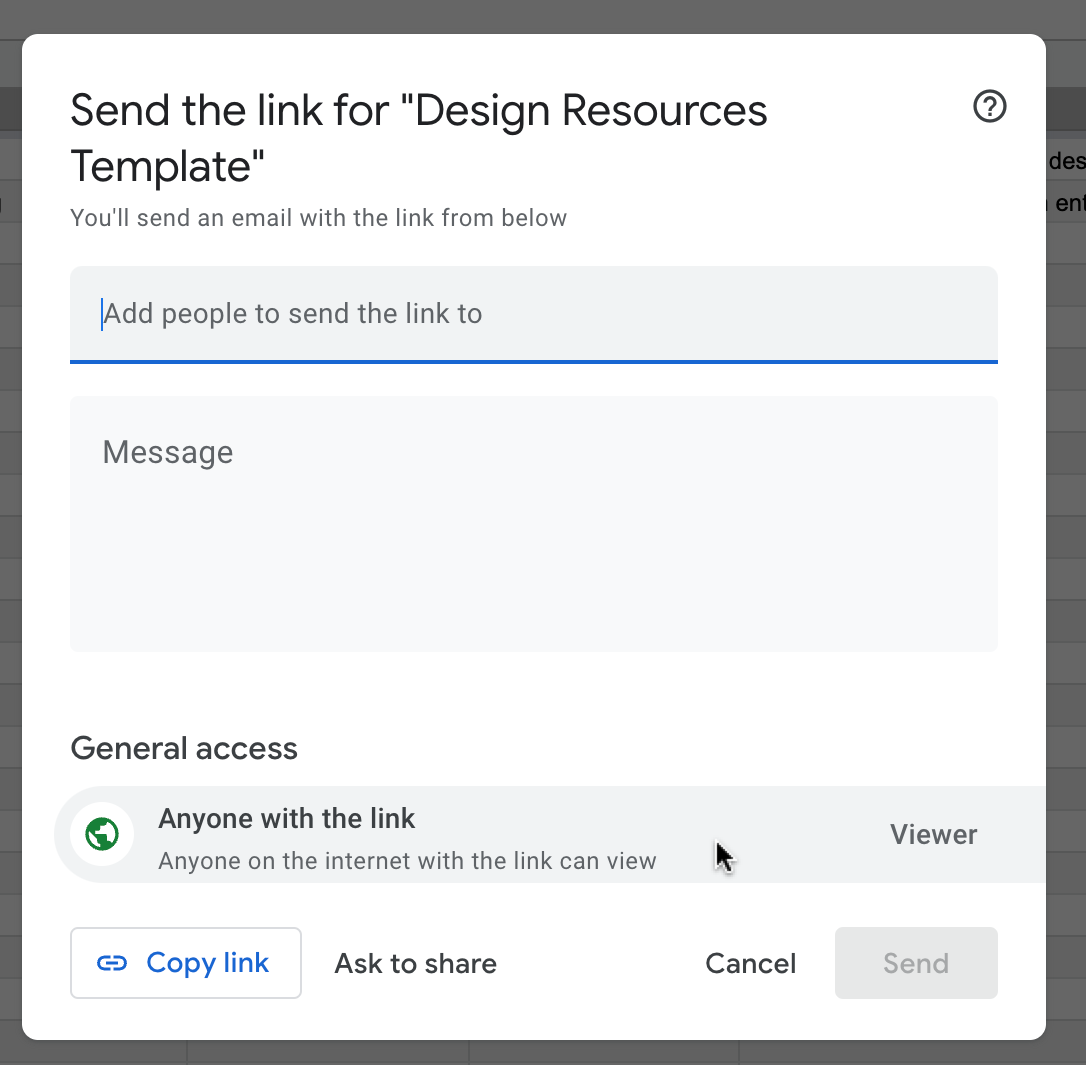 Send the link for "Design Resources
Template"
You'll send an email with the link from below
des
ent
Add people to send the link to
Message
General access
Anyone with the link
Anyone on the internet with the link can view
Viewer
Copy link
Ask to share
Cancel
Send